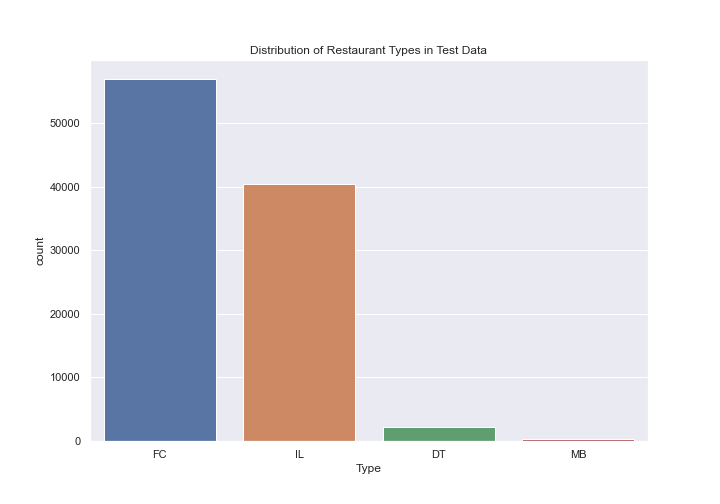 Distribution of Restaurant Types in Test Data
50000
40000
30000
20000
10000
0
count
FC IL DT MB
Type